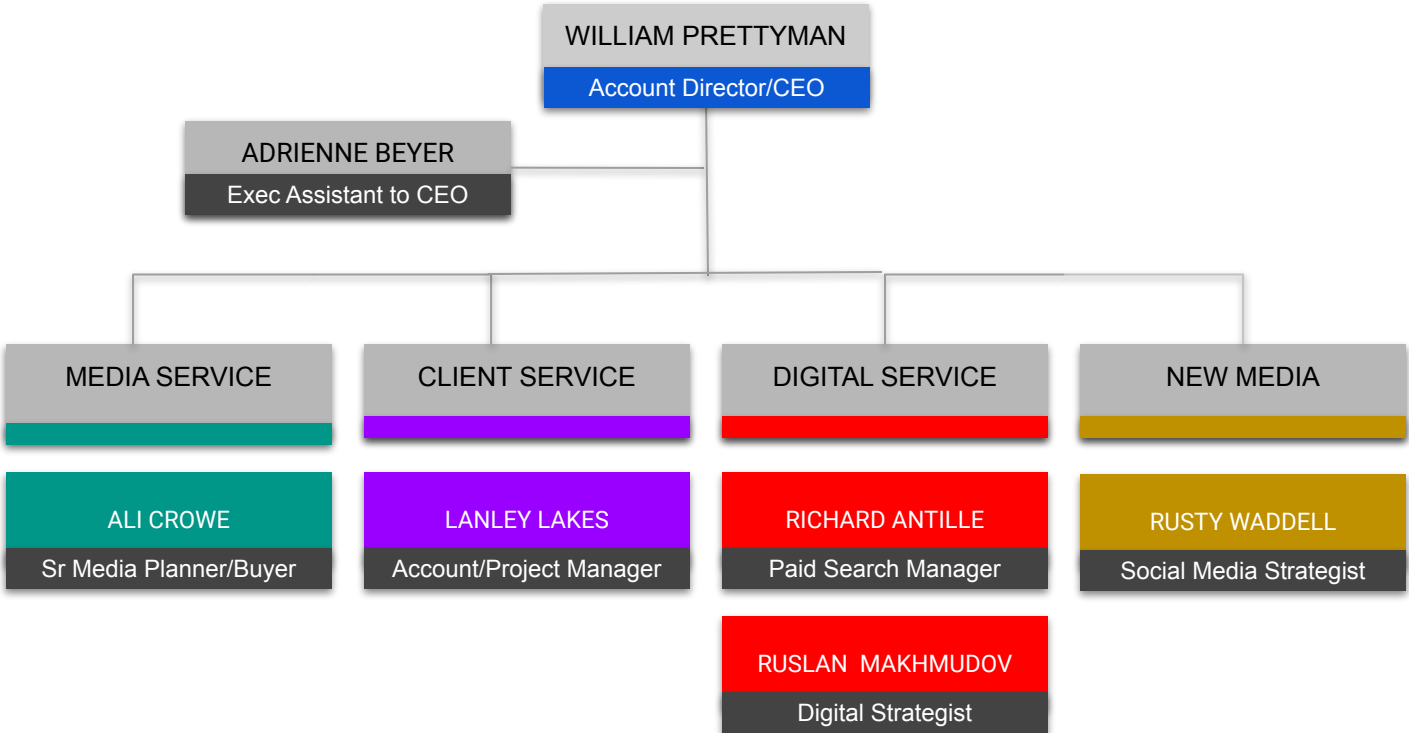 WILLIAM PRETTYMAN
Account Director/CEO
ADRIENNE BEYER
Exec Assistant to CEO
MEDIA SERVICE
CLIENT SERVICE
DIGITAL SERVICE
NEW MEDIA
ALI CROWE
Sr Media Planner/Buyer
LANLEY LAKES
Account/Project Manager
RICHARD ANTILLE
Paid Search Manager
RUSTY WADDELL
Social Media Strategist
RUSLAN MAKHMUDOV
Digital Strategist